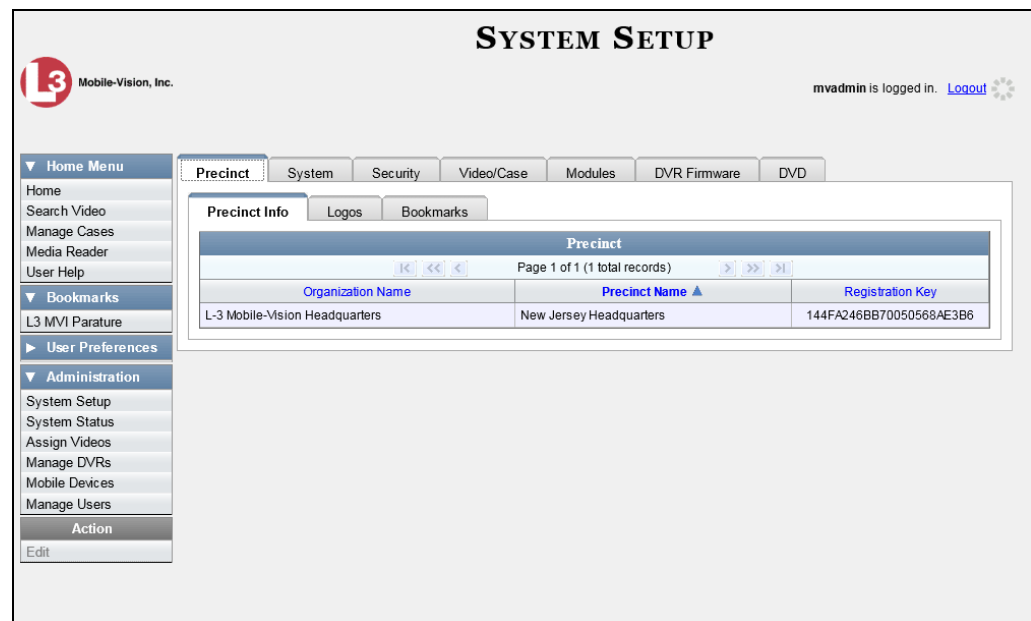 SYSTEM SETUP
L3 Mobile-Vision, Inc.
mvadmin is logged in. Logout
Home Menu
Home
Search Video
Manage Cases
Media Reader
User Help
Bookmarks
L3 MVI Parature
User Preferences
Administration
System Setup
System Status
Assign Videos
Manage DVRs
Mobile Devices
Manage Users
Action
Edit
Precinct System Security Video/Case Modules DVR Firmware DVD
Precinct Info Logos Bookmarks
Precinct
Page 1 of 1 (1 total records)
Organization Name Precinct Name Registration Key
L-3 Mobile-Vision Headquarters New Jersey Headquarters 144FA246BB70050568AE3B6